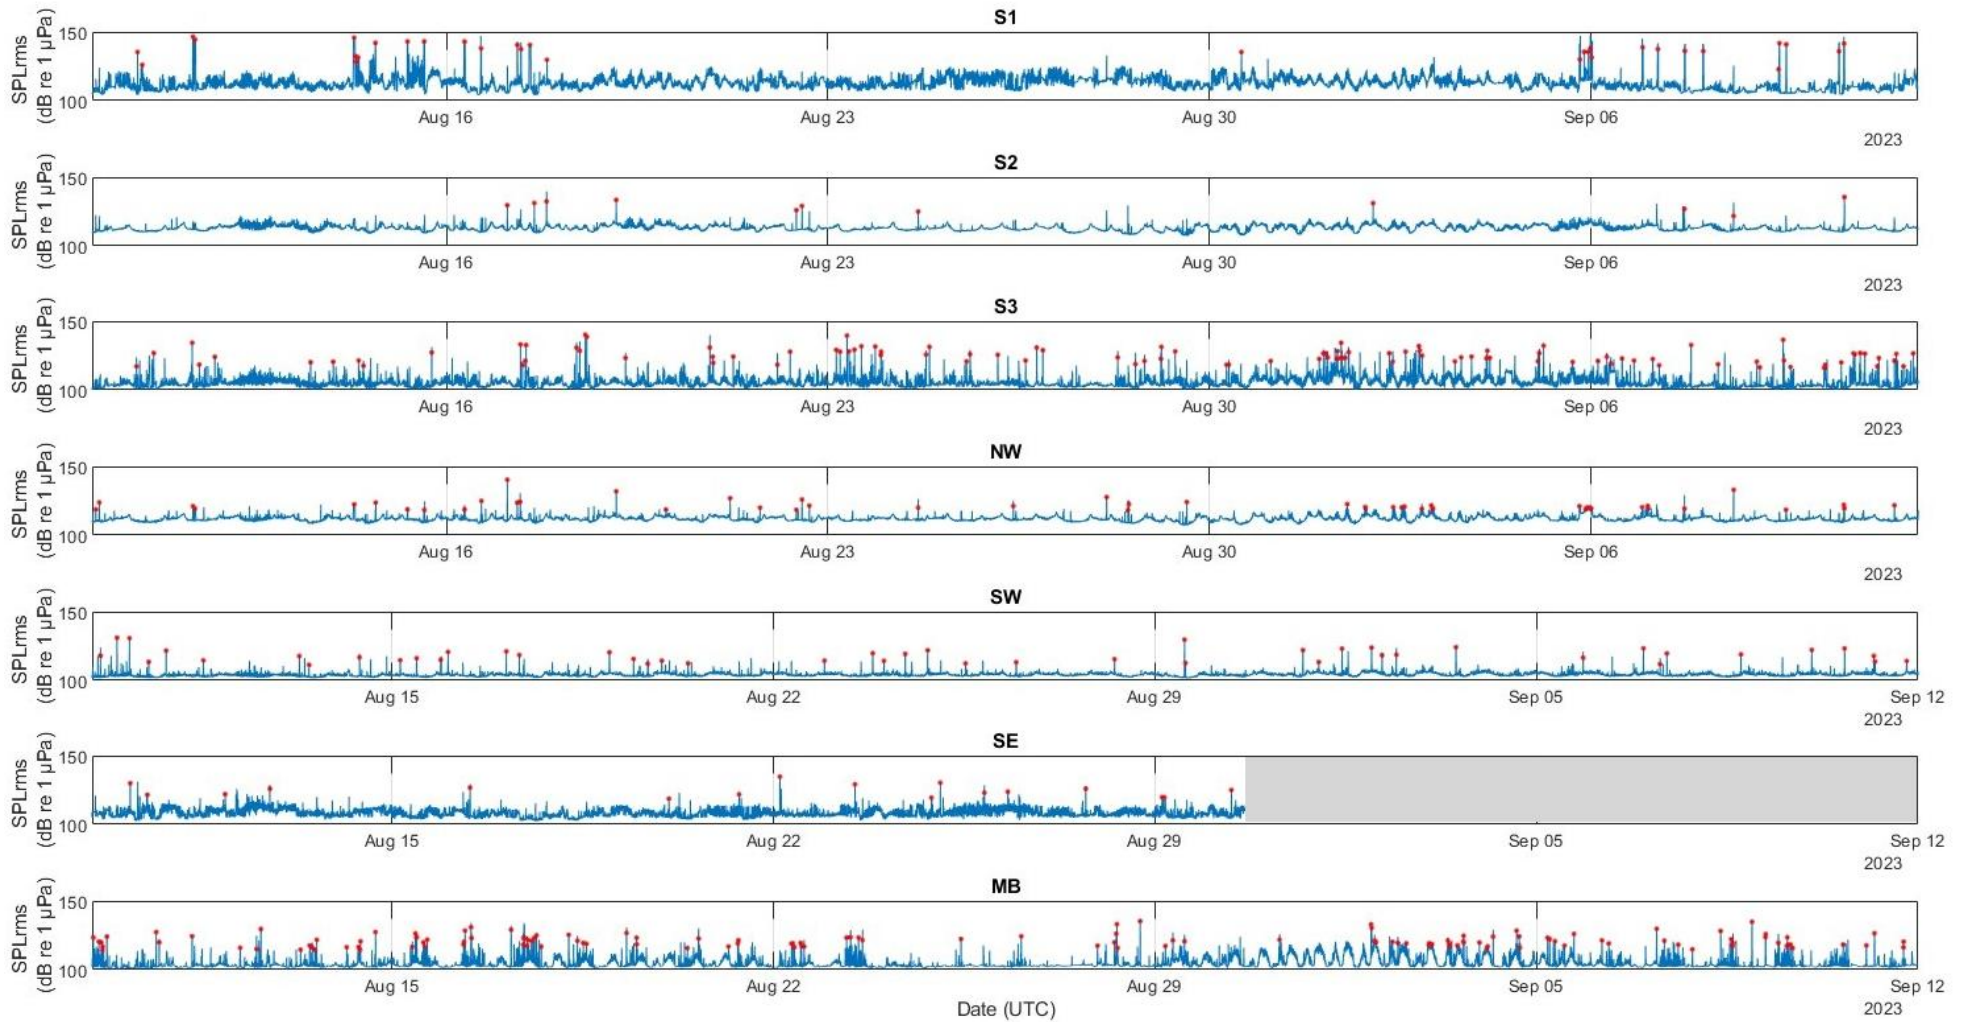 S1
SPLrms
(dB re 1 µPa)
150
100
Aug 16 Aug 23 Aug 30 Sep 06
2023
S2
SPLrms
(dB re 1 µPa)
150
100
Aug 16 Aug 23 Aug 30 Sep 06
2023
S3
SPLrms
(dB re 1 µPa)
150
100
Aug 16 Aug 23 Aug 30 Sep 06
2023
NW
SPLrms
(dB re 1 µPa)
150
100
Aug 16 Aug 23 Aug 30 Sep 06
2023
SW
SPLrms
(dB re 1 µPa)
150
100
Aug 15 Aug 22 Aug 29 Sep 05 Sep 12
2023
SE
SPLrms
(dB re 1 µPa)
150
100
Aug 15 Aug 22 Aug 29 Sep 05 Sep 12
2023
MB
SPLrms
(dB re 1 µPa)
150
100
Aug 15 Aug 22 Aug 29 Sep 05 Sep 12
Date (UTC)
2023